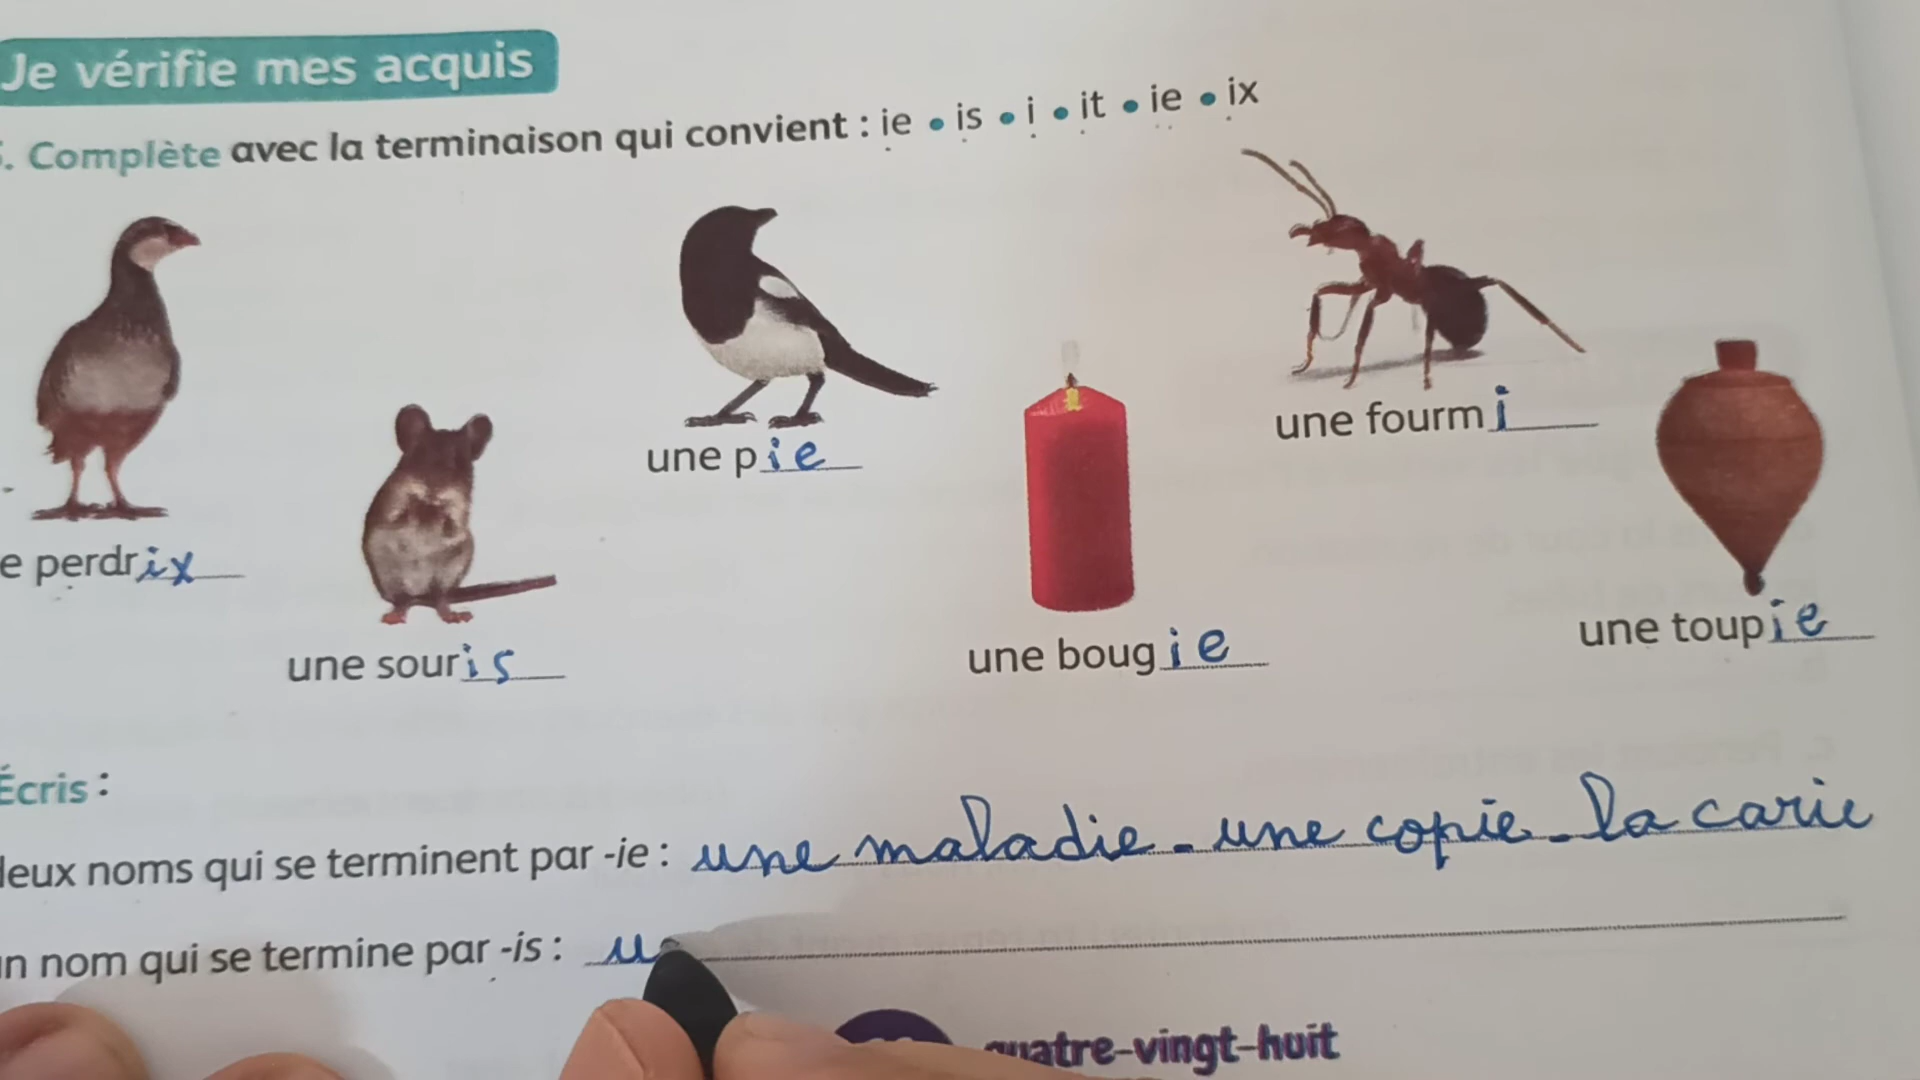 Je vérifie mes acquis
. Complète avec la terminaison qui convient : ie • is • i • it • ie • ix
e perdrix
une souris
une pie
une bougie
une fourmi
une toupie
Écris :
deux noms qui se terminent par -ie : une maladie - une copie - la carie
un nom qui se termine par -is : u
quatre-vingt-huit